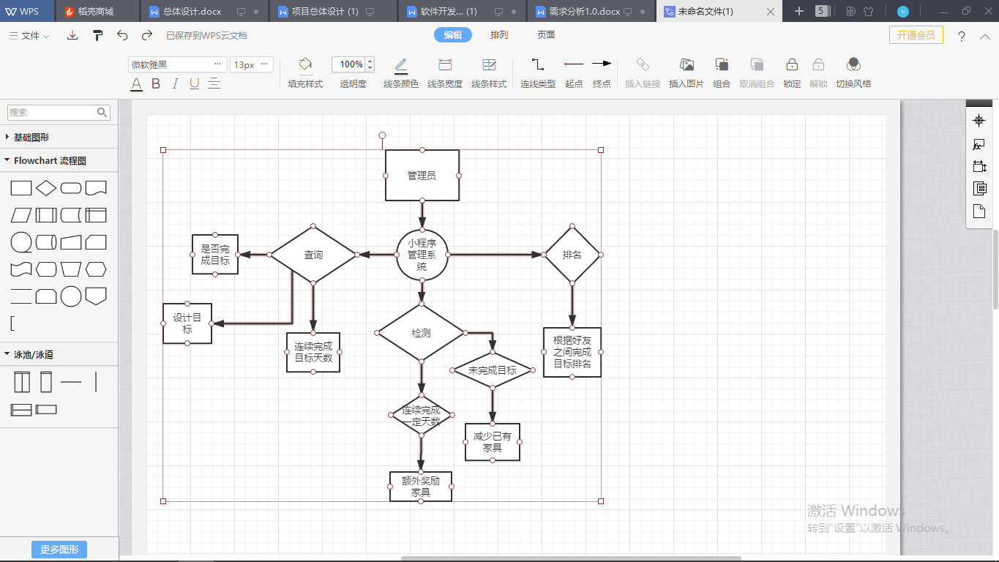 WPS
稻壳商城
总体设计.docx
项目总体设计 (1)
软件开发... (1)
需求分析1.0.docx
未命名文件(1)
5
文件
已保存到WPS云文档
编辑
排列
页面
开通会员
?
微软雅黑
13px
100%
A B I U
填充样式
透明度
线条颜色
线条宽度
线条样式
连线类型
起点
终点
插入链接
插入图片
组合
取消组合
锁定
解锁
切换风格
搜索
基础图形
Flowchart 流程图
泳池/泳道
更多图形
管理员
是否完
成目标
查询
小程序
管理系
统
排名
设计目
标
连续完成
目标天数
检测
未完成目标
根据好友
之间完成
目标排名
连续完成
一定天数
减少已有
家具
额外奖励
家具
fx
激活 Windows
转到"设置"以激活 Windows。